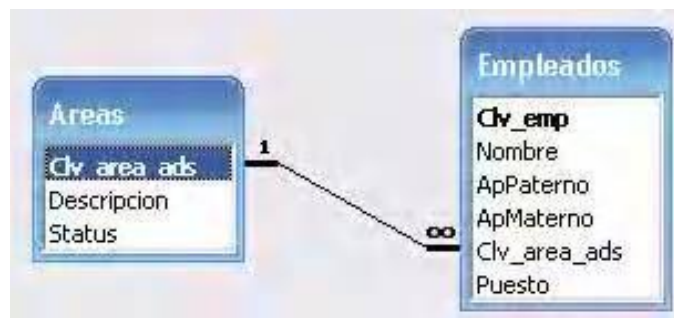 Areas
Clv_area_ads
Descripcion
Status
1
∞
Empleados
Clv_emp
Nombre
ApPaterno
ApMaterno
Clv_area_ads
Puesto